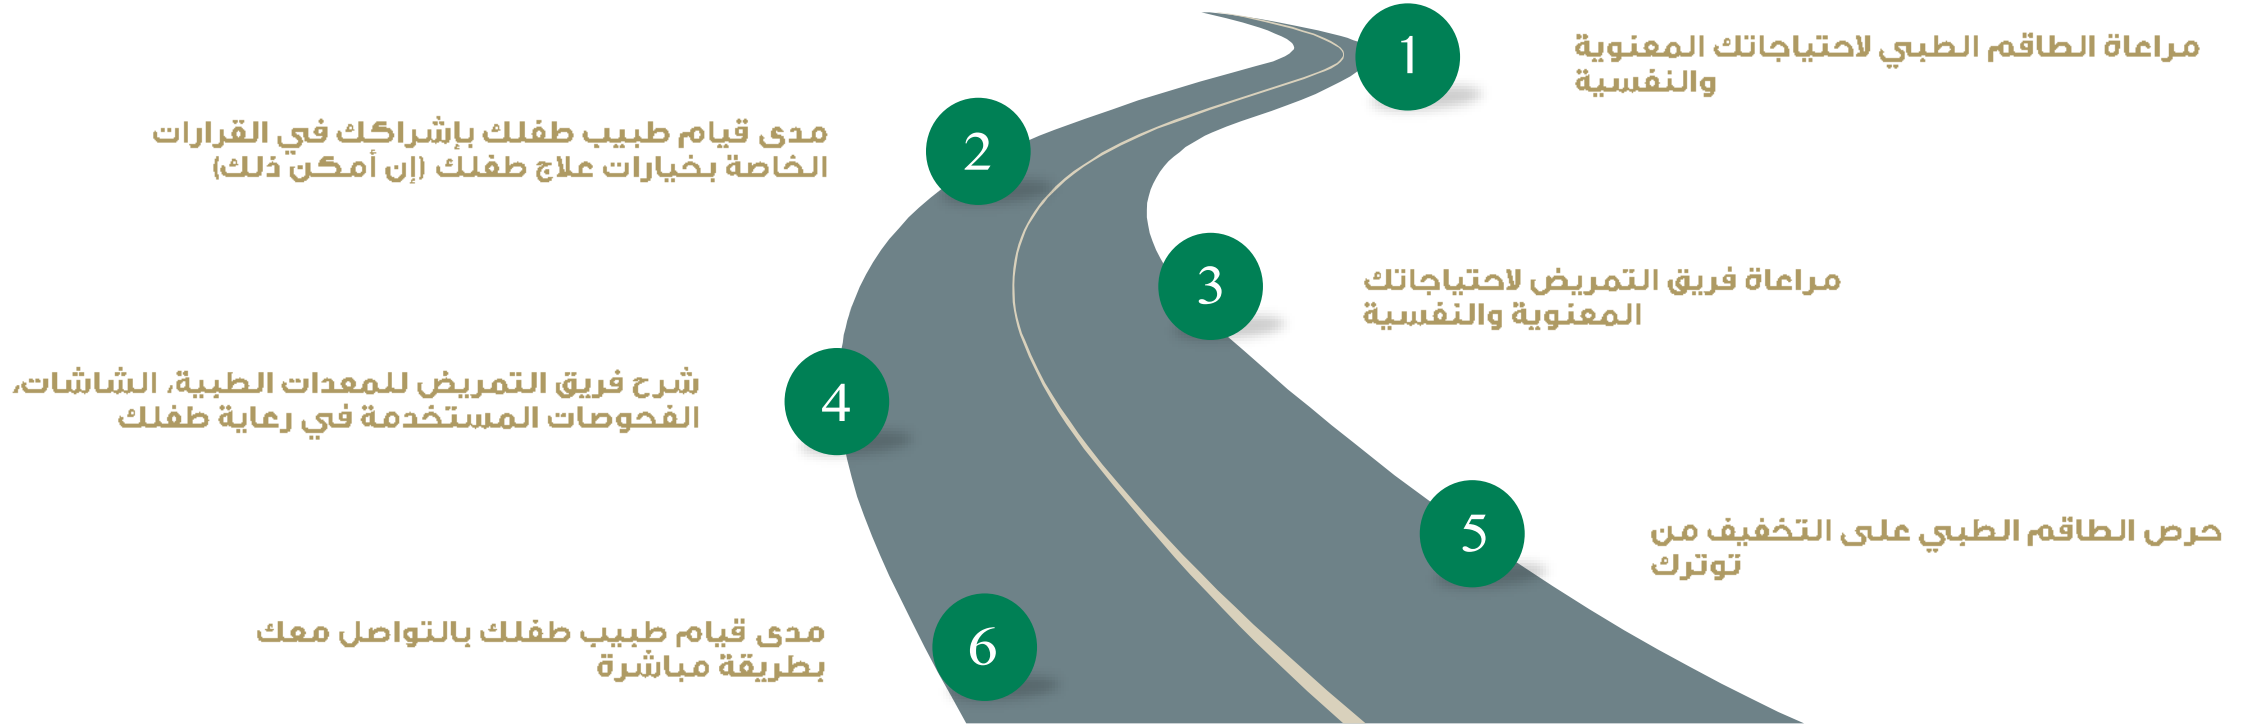 1
مراعاة الطاقم الطبي لاحتياجاتك المعنوية
والنفسية
2
مدى قيام طبيب طفلك بإشراكك في القرارات
الخاصة بخيارات علاج طفلك (إن أمكن ذلك)
3
مراعاة فريق التمريض لاحتياجاتك
المعنوية والنفسية
4
شرح فريق التمريض للمعدات الطبية، الشاشات،
الفحوصات المستخدمة في رعاية طفلك
5
حرص الطاقم الطبي على التخفيف من
توترك
6
مدى قيام طبيب طفلك بالتواصل معك
بطريقة مباشرة